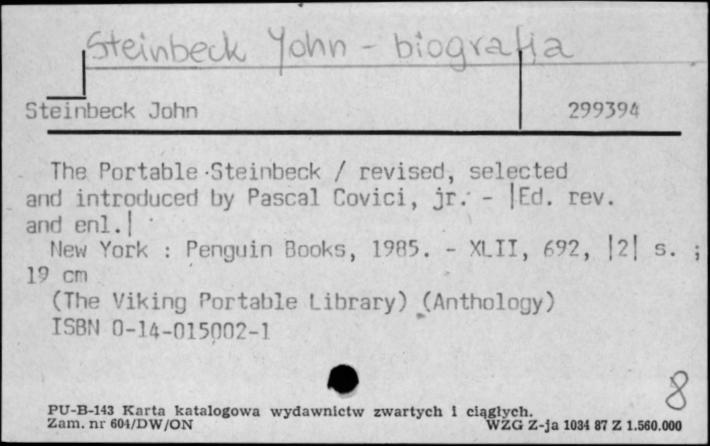 Steinbeck John - biografia
Steinbeck John 299394
The Portable Steinbeck / revised, selected
and introduced by Pascal Covici, jr. - |Ed. rev.
and enl.|
New York : Penguin Books, 1985. - XLII, 692, |2| s. ;
19 cm
(The Viking Portable Library) (Anthology)
ISBN 0-14-015002-1
8
PU-B-143 Karta katalogowa wydawnictw zwartych i ciągłych.
Zam. nr 604/DW/ON WZG Z-ja 1034 87 Z 1.560.000